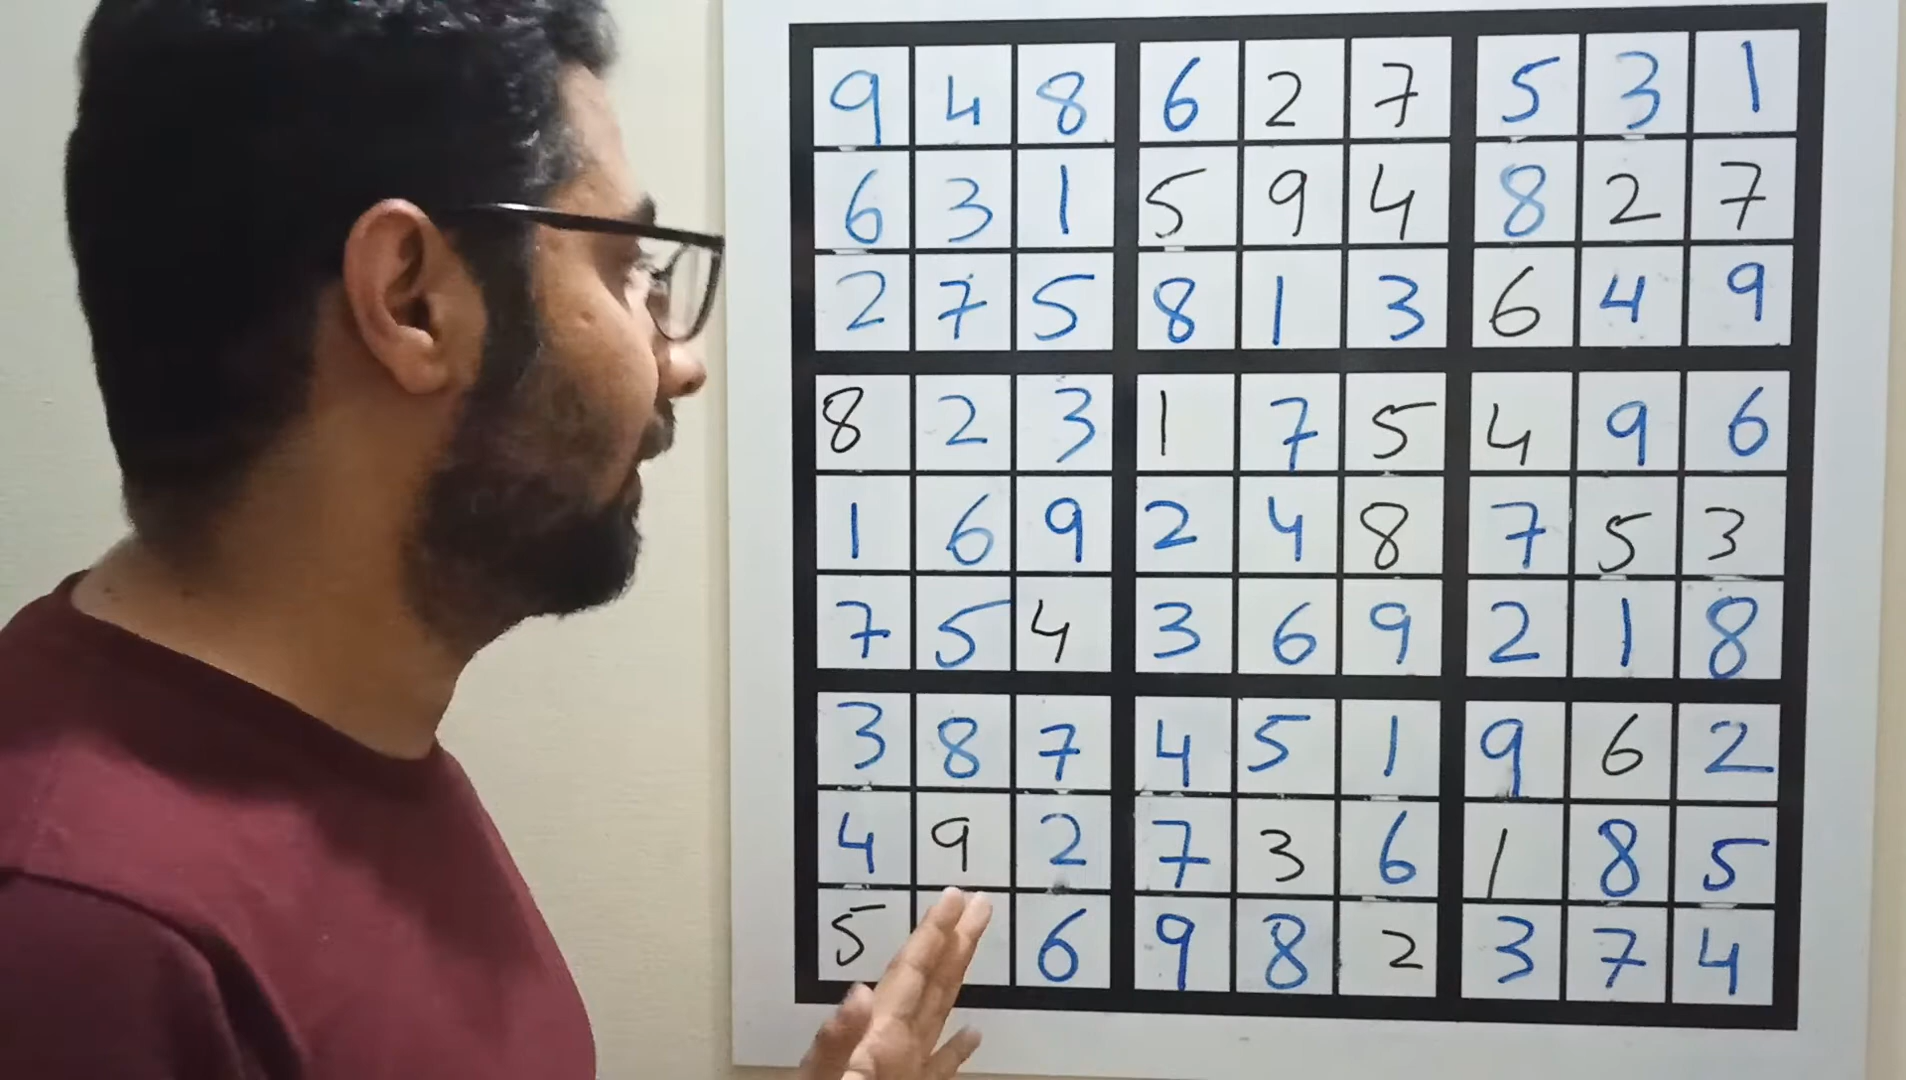 9 4 8 6 2 7 5 3 1
6 3 1 5 9 4 8 2 7
2 7 5 8 1 3 6 4 9
8 2 3 1 7 5 4 9 6
1 6 9 2 4 8 7 5 3
7 5 4 3 6 9 2 1 8
3 8 7 4 5 1 9 6 2
4 9 2 7 3 6 1 8 5
5 6 9 8 2 3 7 4